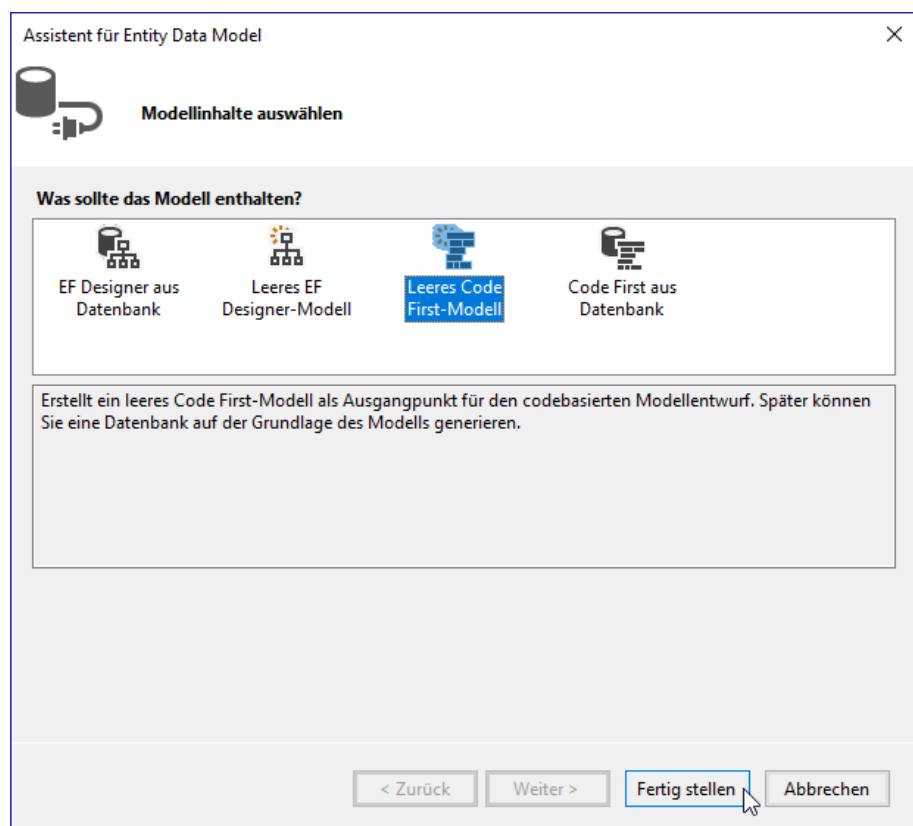 Assistent für Entity Data Model
Modellinhalte auswählen
Was sollte das Modell enthalten?
EF Designer aus
Datenbank
Leeres EF
Designer-Modell
Leeres Code
First-Modell
Code First aus
Datenbank
Erstellt ein leeres Code First-Modell als Ausgangpunkt für den codebasierten Modellentwurf. Später können
Sie eine Datenbank auf der Grundlage des Modells generieren.
< Zurück
Weiter >
Fertig stellen
Abbrechen